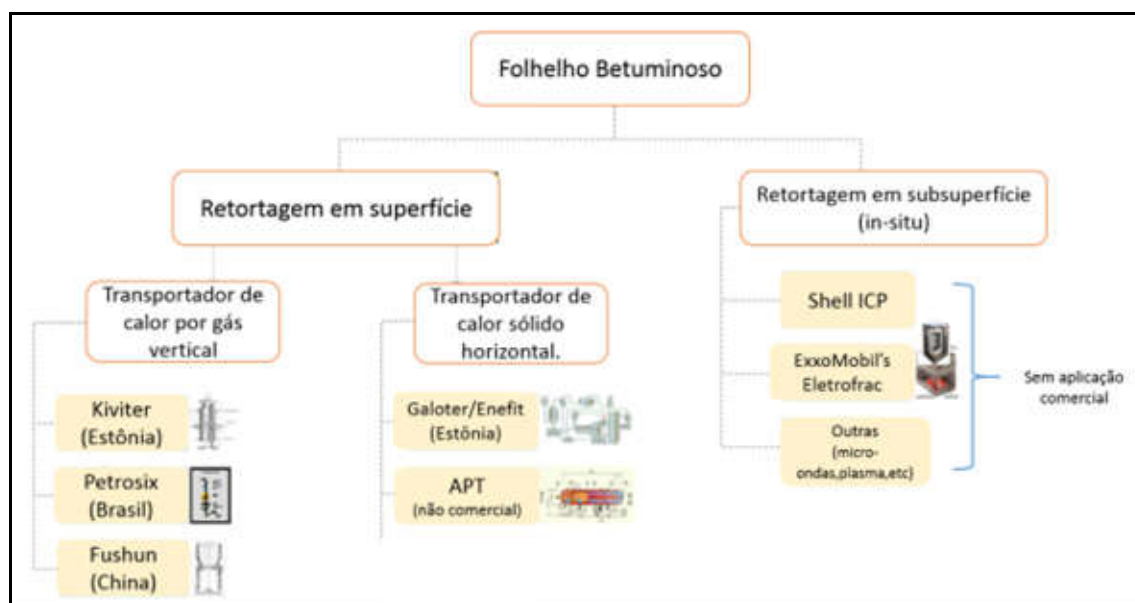 Folhelho Betuminoso
Retortagem em superfície
Retortagem em subsuperfície
(in-situ)
Transportador de
calor por gás
vertical
Transportador de
calor sólido
horizontal.
Kiviter
(Estônia)
Petrosix
(Brasil)
Fushun
(China)
Galoter/Enefit
(Estônia)
APT
(não comercial)
Shell ICP
ExxoMobil's
Eletrofrac
Outras
(micro-
ondas,plasma,etc)
Sem aplicação
comercial